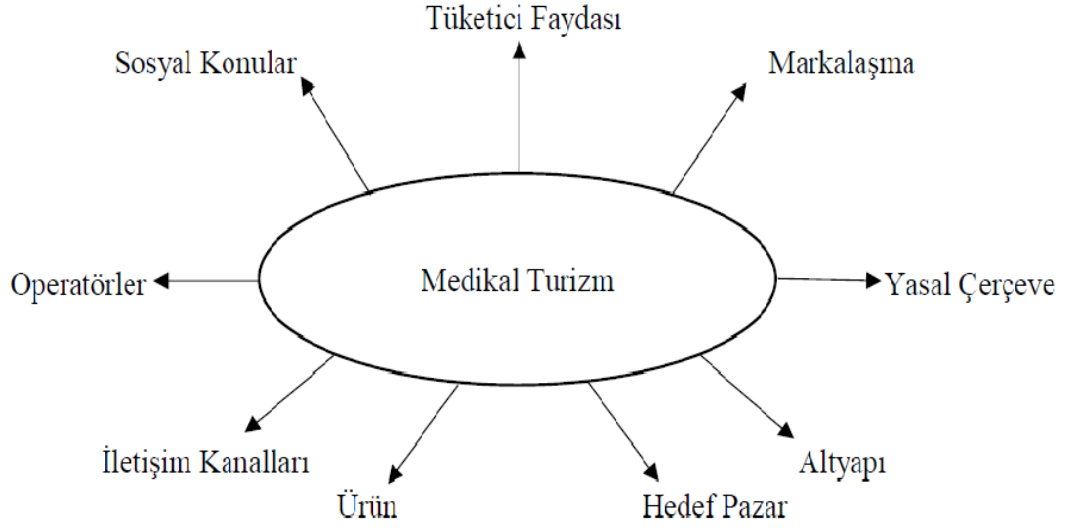 Tüketici Faydası
Sosyal Konular
Markalaşma
Operatörler
Medikal Turizm
Yasal Çerçeve
İletişim Kanalları
Altyapı
Ürün
Hedef Pazar